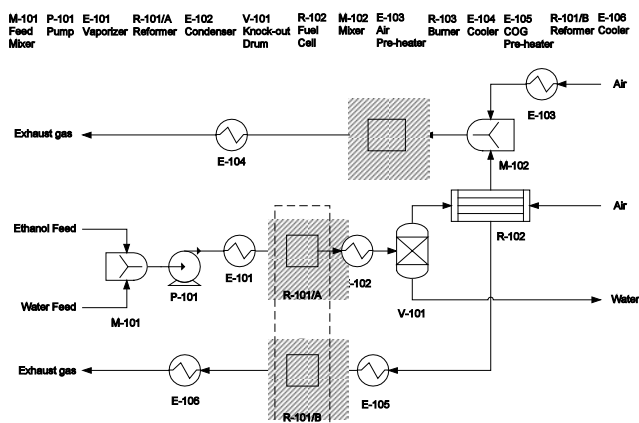 M-101 P-101 E-101 R-101/A E-102 V-101 R-102 M-102 E-103 R-103 E-104 E-105 R-101/B E-106
Feed Pump Vaporizer Reformer Condenser Knock-out Fuel Mixer Air Burner Cooler COG Reformer Cooler
Mixer Drum Cell Pre-heater Pre-heater
Air
E-103
Exhaust gas
E-104
M-102
Ethanol Feed
Air
R-102
E-101
-102
P-101
R-101/A
Water Feed
M-101
V-101
Water
Exhaust gas
E-106
E-105
R-101/B